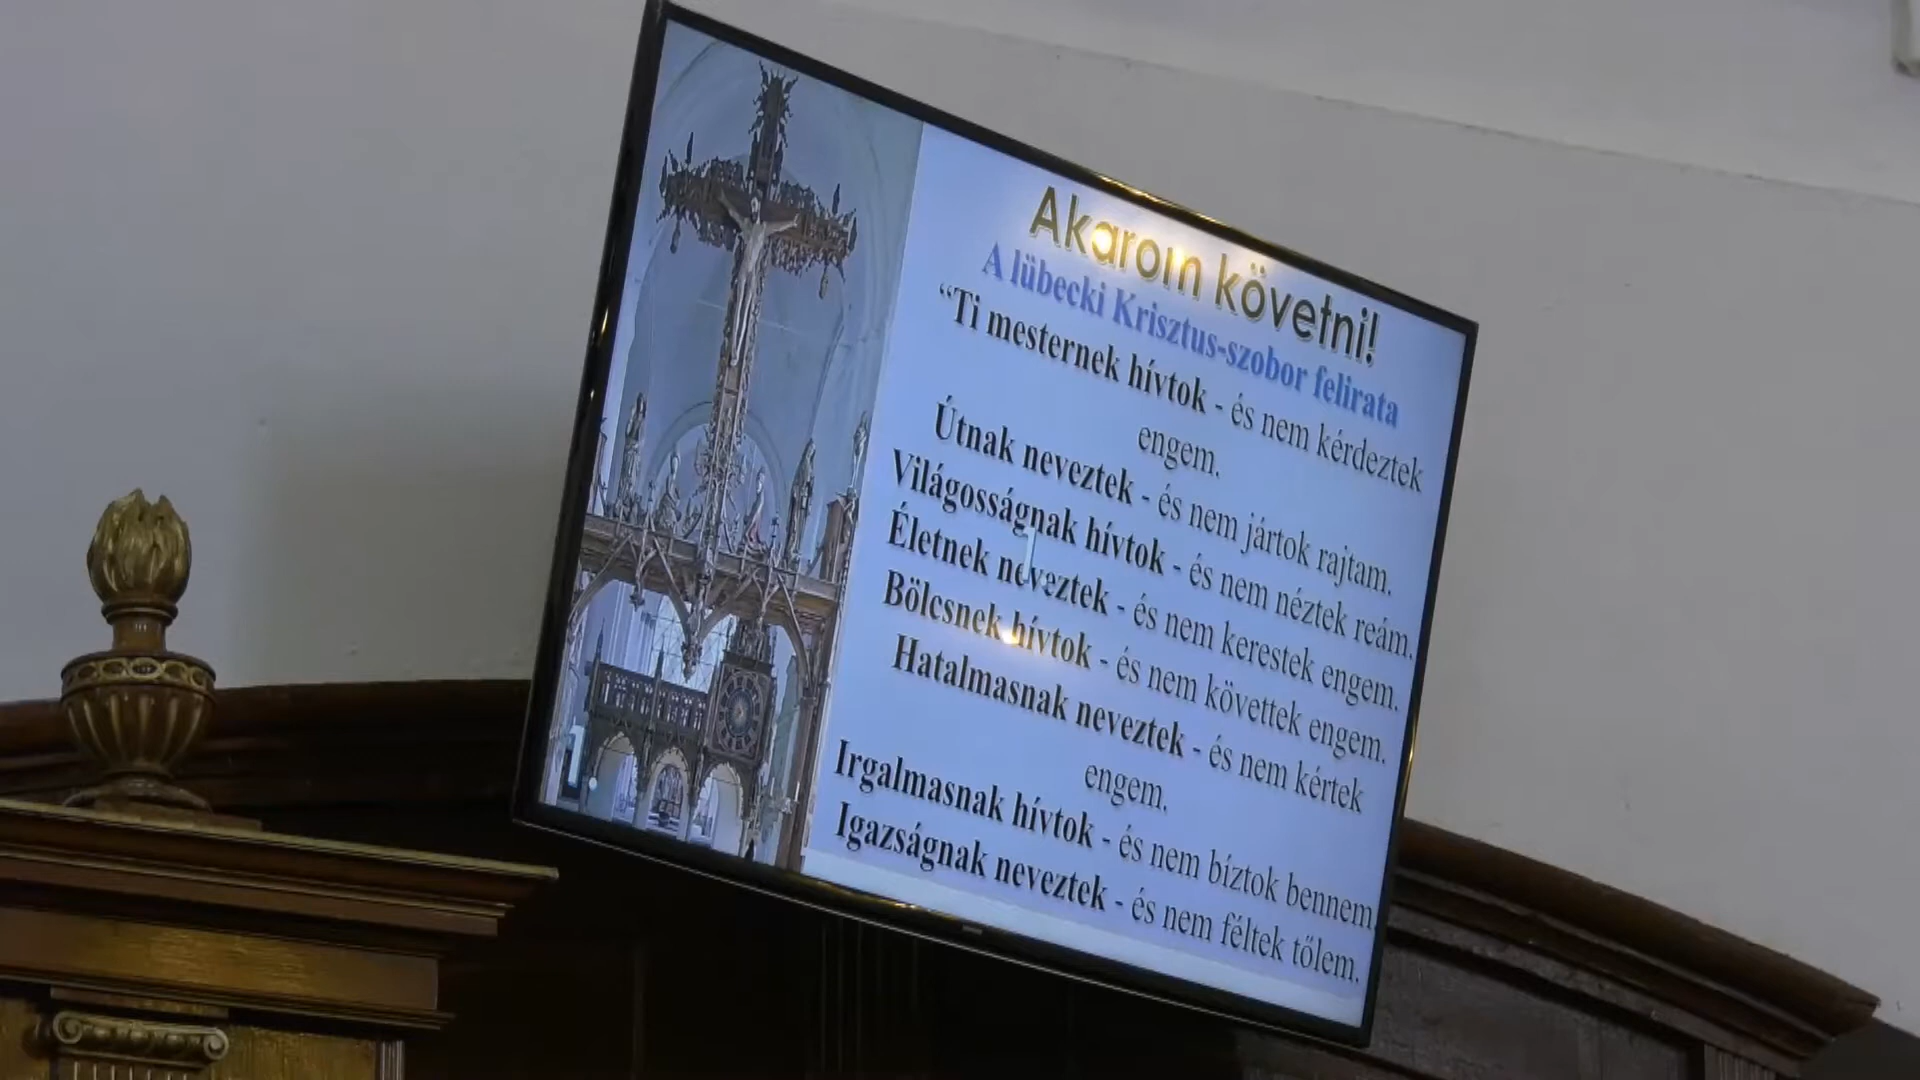 Akarom követni!
A lübecki Krisztus-szobor felirata
“Ti mesternek hívtok - és nem kérdeztek
engem.
Útnak neveztek - és nem jártok rajtam.
Világosságnak hívtok - és nem néztek reám.
Életnek neveztek - és nem kerestek engem.
Bölcsnek hívtok - és nem követtek engem.
Hatalmasnak neveztek - és nem kértek
engem.
Irgalmasnak hívtok - és nem bíztok bennem
Igazságnak neveztek - és nem féltek tőlem.